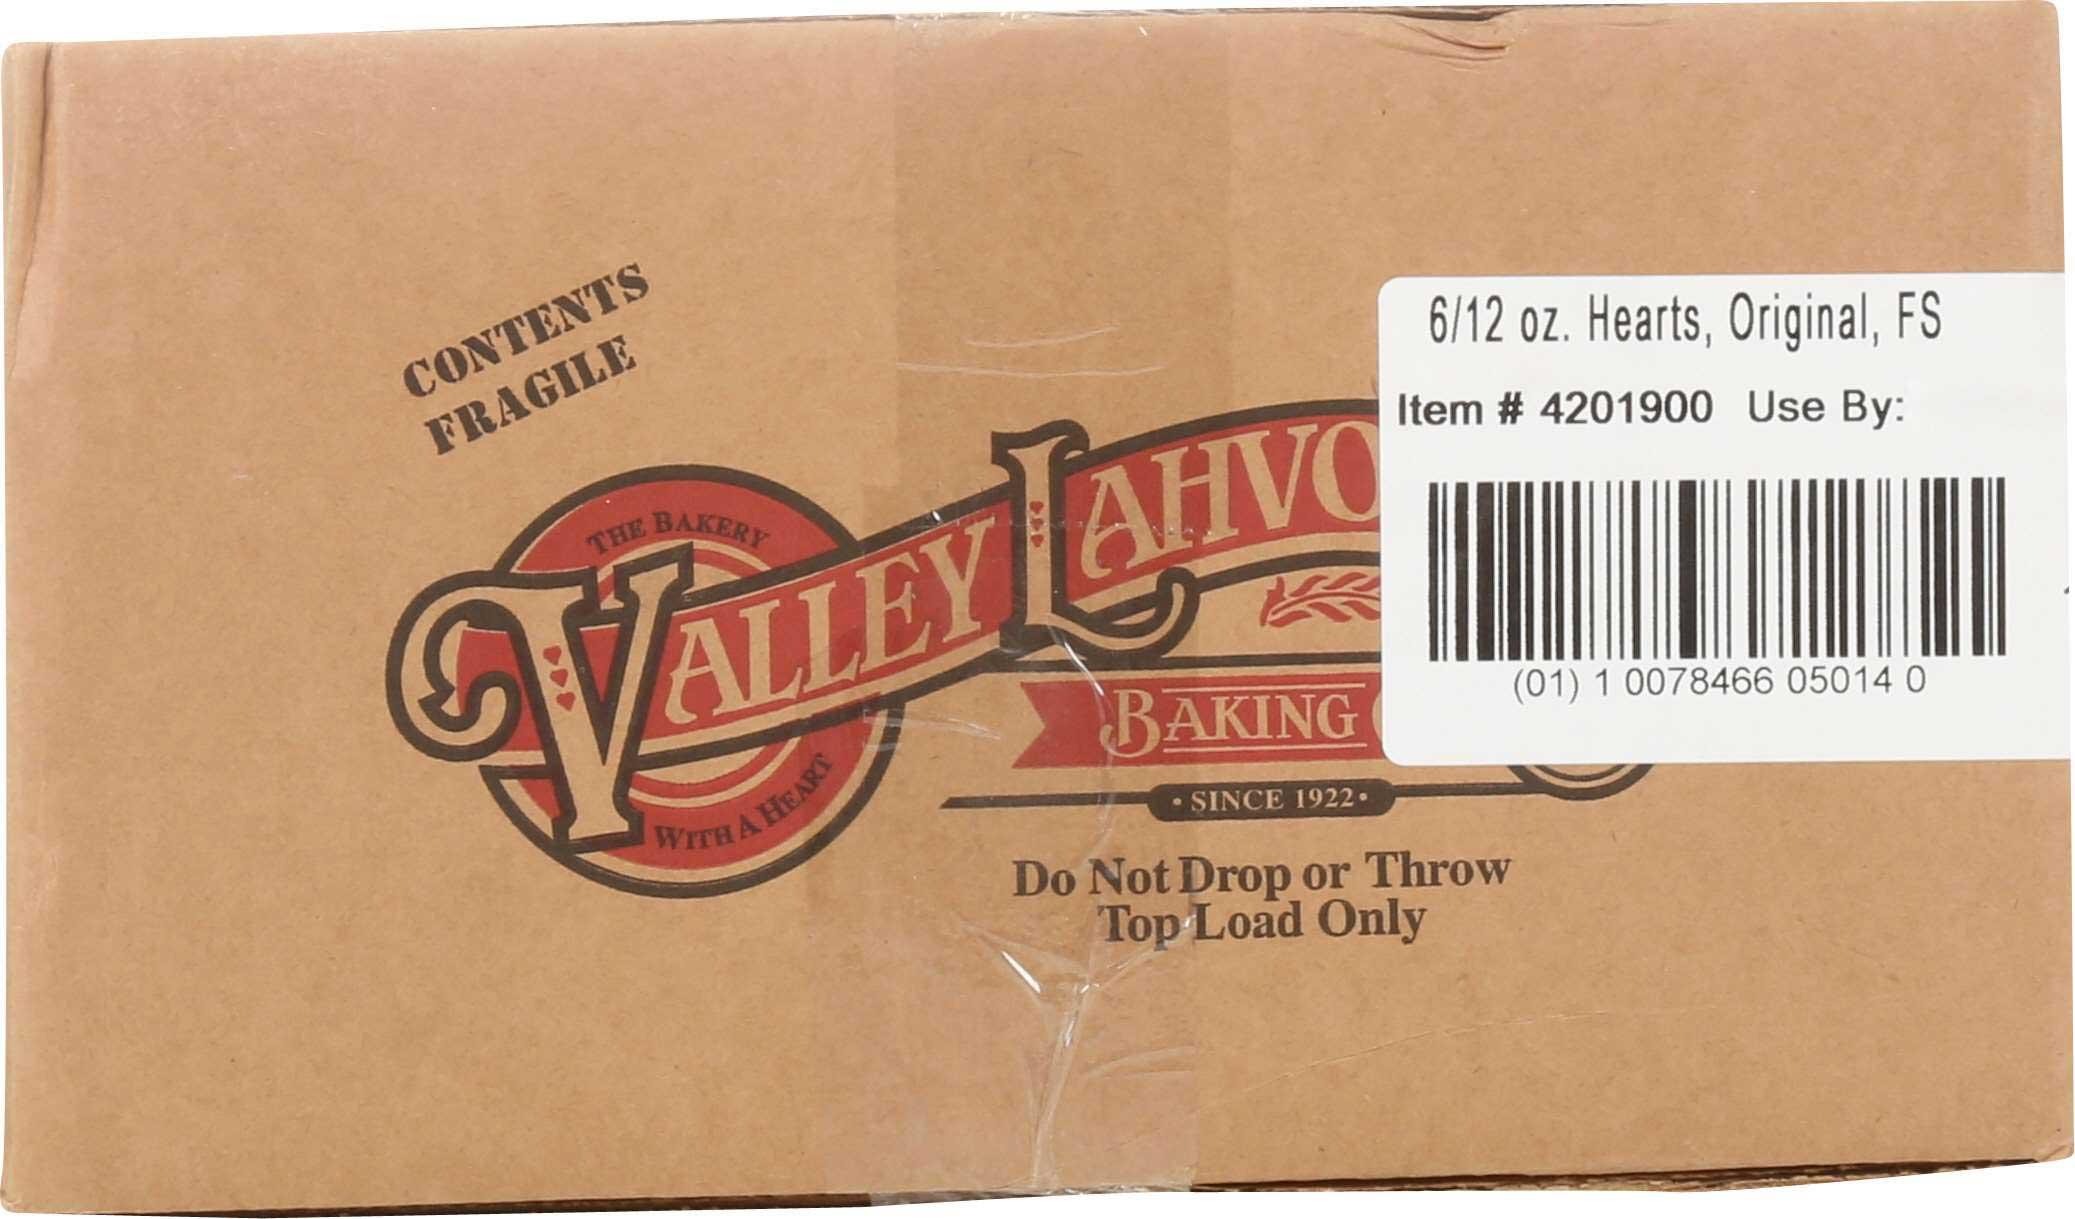 CONTENTS
FRAGILE
6/12 oz. Hearts, Original, FS
Item # 4201900 Use By:
(01) 1 0078466 05014 0
THE BAKERY
VALLEY LAHVO
BAKING
WITH A HEART
• SINCE 1922 •
Do Not Drop or Throw
Top Load Only